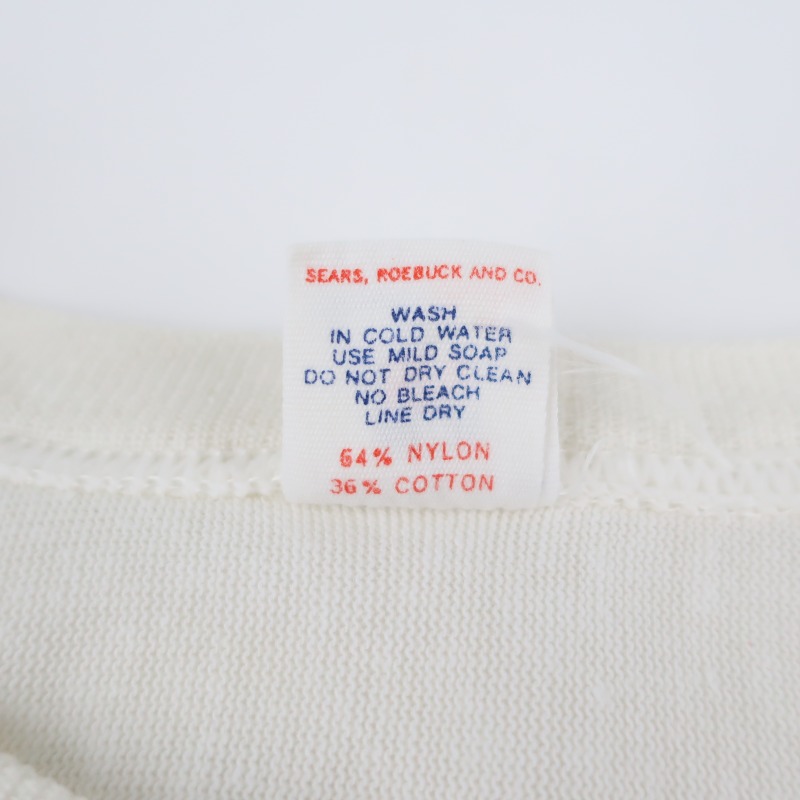 SEARS, ROEBUCK AND CO.
WASH
IN COLD WATER
USE MILD SOAP
DO NOT DRY CLEAN
NO BLEACH
LINE DRY
64% NYLON
36% COTTON